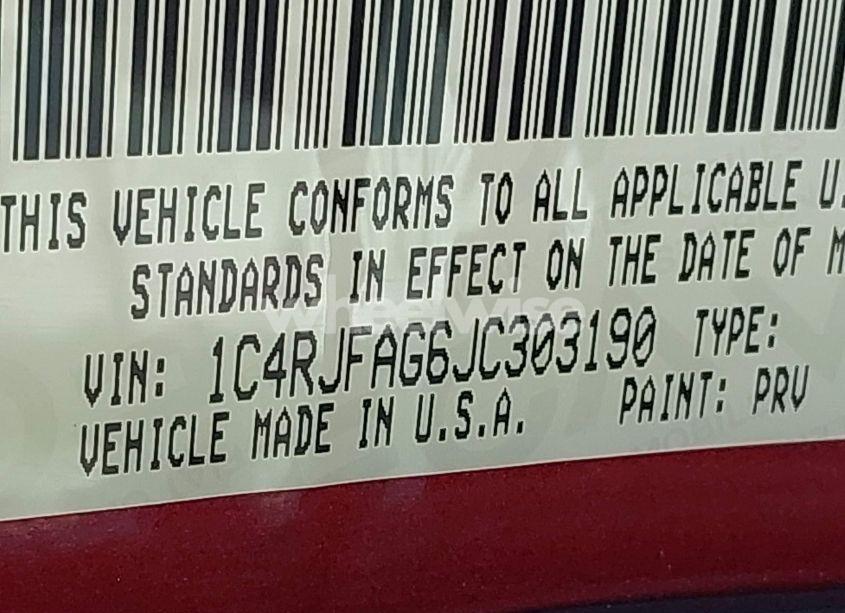 THIS VEHICLE CONFORMS TO ALL APPLICABLE U.
STANDARDS IN EFFECT ON THE DATE OF M
wheelwise
VIN: 1C4RJFAG6JC303190 TYPE:
VEHICLE MADE IN U.S.A. PAINT: PRV